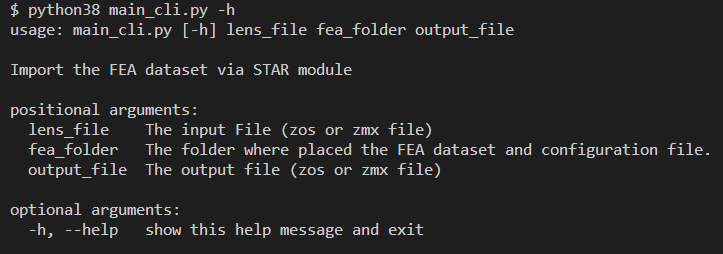 $ python38 main_cli.py -h
usage: main_cli.py [-h] lens_file fea_folder output_file
Import the FEA dataset via STAR module
positional arguments:
lens_file The input File (zos or zmx file)
fea_folder The folder where placed the FEA dataset and configuration file.
output_file The output file (zos or zmx file)
optional arguments:
-h, --help show this help message and exit